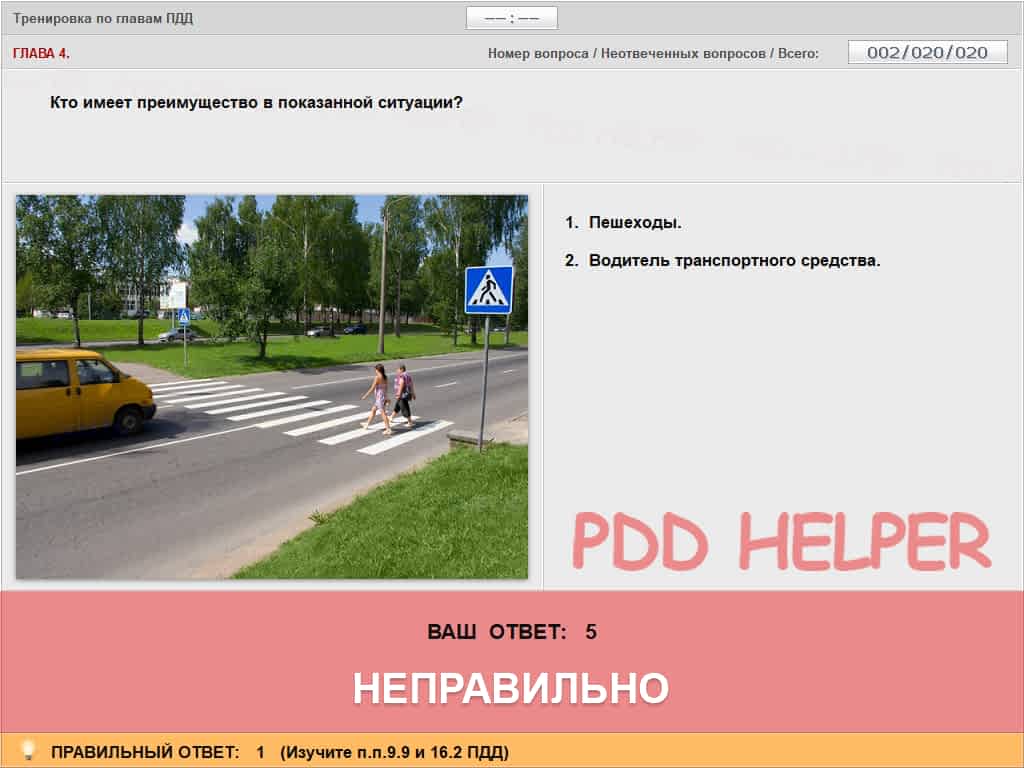 Тренировка по главам ПДД
—— : ——
ГЛАВА 4.
Номер вопроса / Неотвеченных вопросов / Всего: 002/020/020
Кто имеет преимущество в показанной ситуации?
1. Пешеходы.
2. Водитель транспортного средства.
PDD HELPER
ВАШ ОТВЕТ: 5
НЕПРАВИЛЬНО
ПРАВИЛЬНЫЙ ОТВЕТ: 1 (Изучите п.п.9.9 и 16.2 ПДД)